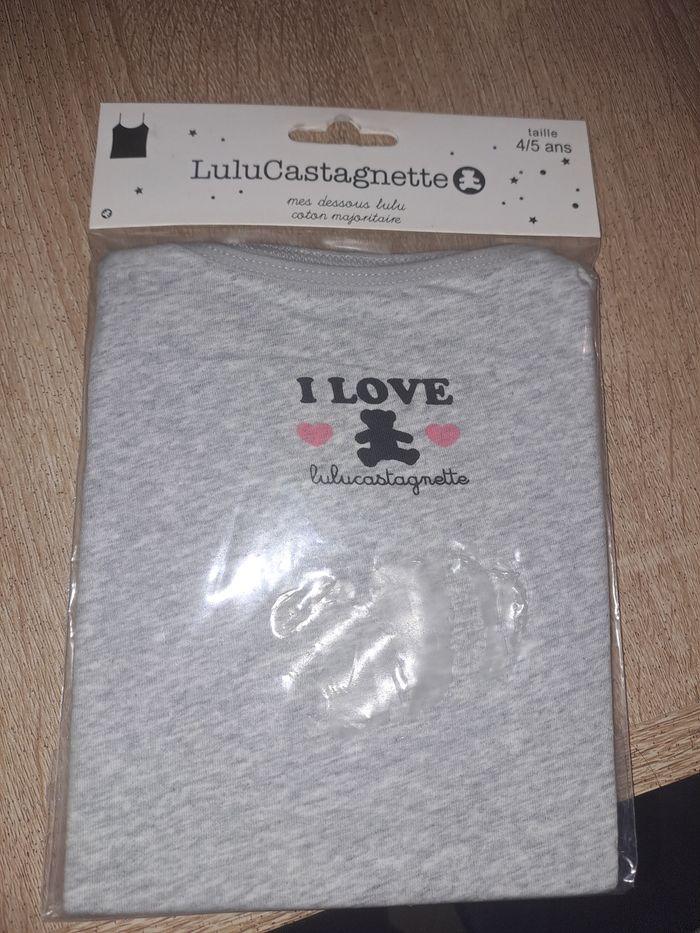 taille
4/5 ans
LuluCastagnette
mes dessous lulu
coton majoritaire
I LOVE
lulucastagnette